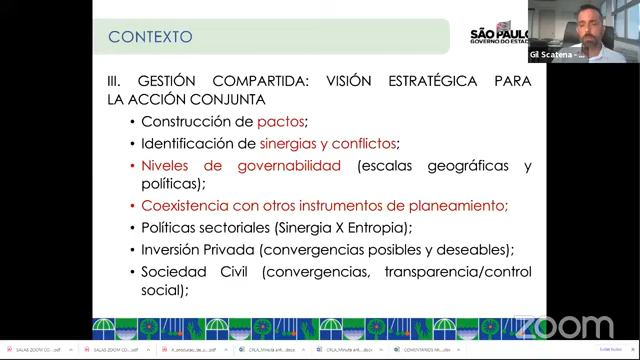 CONTEXTO
SÃO PAULO
GOVERNO DO ESTADO
Gil Scatena -
III. GESTIÓN COMPARTIDA: VISIÓN ESTRATÉGICA PARA
LA ACCIÓN CONJUNTA
• Construcción de pactos;
• Identificación de sinergias y conflictos;
• Niveles de governabilidad (escalas geográficas y
políticas);
• Coexistencia con otros instrumentos de planeamiento;
• Políticas sectoriales (Sinergia X Entropia);
• Inversión Privada (convergencias posibles y deseables);
• Sociedad Civil (convergencias, transparencia/control
social);
zoom